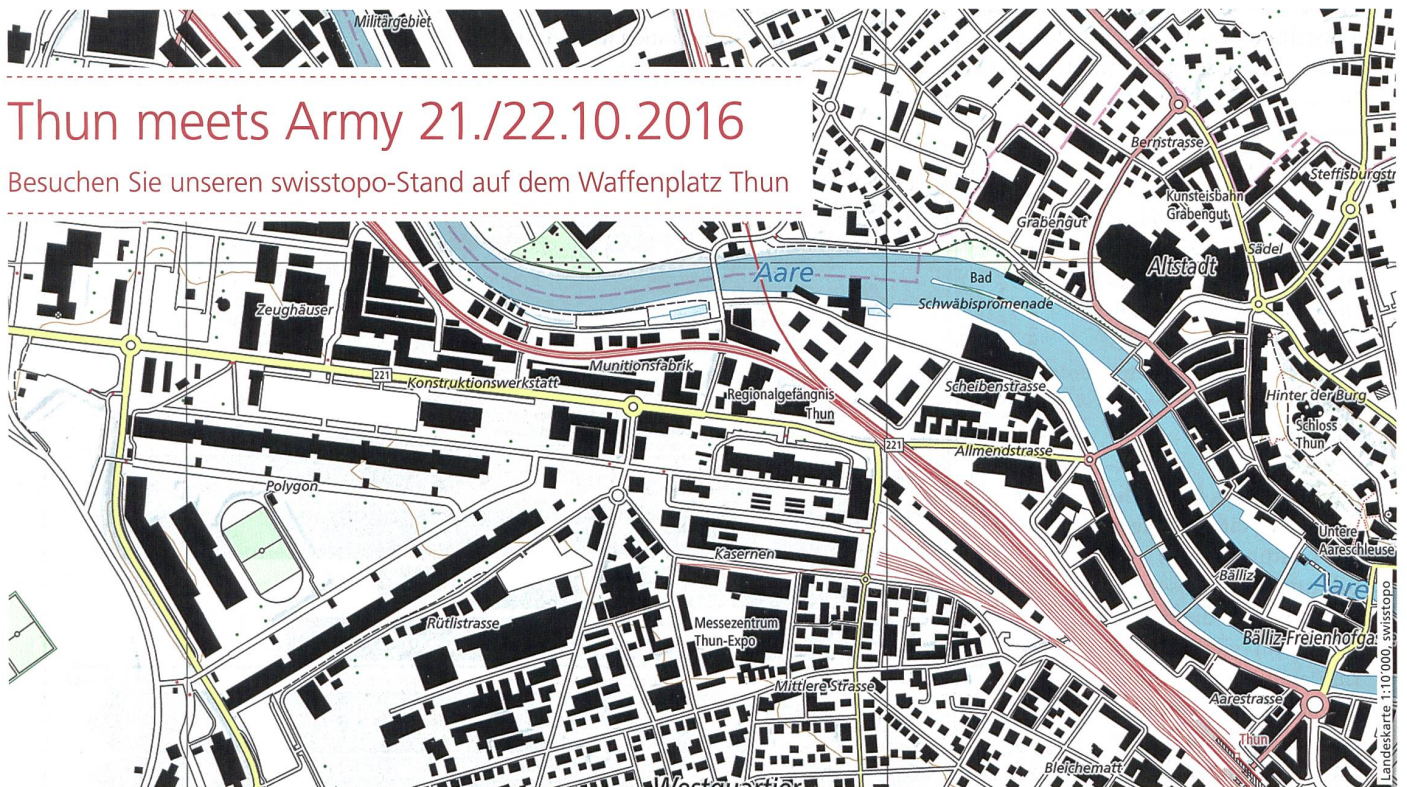 Militärgebiet
Thun meets Army 21./22.10.2016
Besuchen Sie unseren swisstopo-Stand auf dem Waffenplatz Thun
Bernstrasse
Steffisburgstr
Kunsteisbahn
Grabengut
Grabengut
Sädel
Altstadt
Aare
Bad
Schwäbispromenade
Zeughäuser
Munitionsfabrik
221
Konstruktionswerkstatt
Regionalgefängnis
Thun
Scheibenstrasse
Hinter der Burg
Schloss
Thun
221
Allmendstrasse
Polygon
Untere
Aareschleuse
Kasernen
Bälliz
Aare
Rütlistrasse
Messezentrum
Thun-Expo
Bälliz-Freienhofga
Mittlere Strasse
Aarestrasse
Thun
Bleichematt
Westquartier
Landeskarte 1:10'000, swisstopo